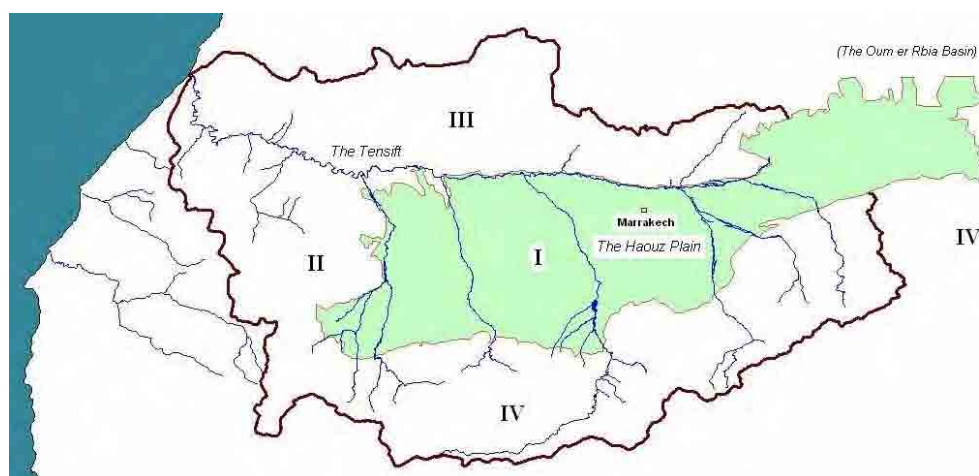 (The Oum er Rbia Basin)
III
The Tensift
Marrakech
The Haouz Plain
IV
II
I
IV